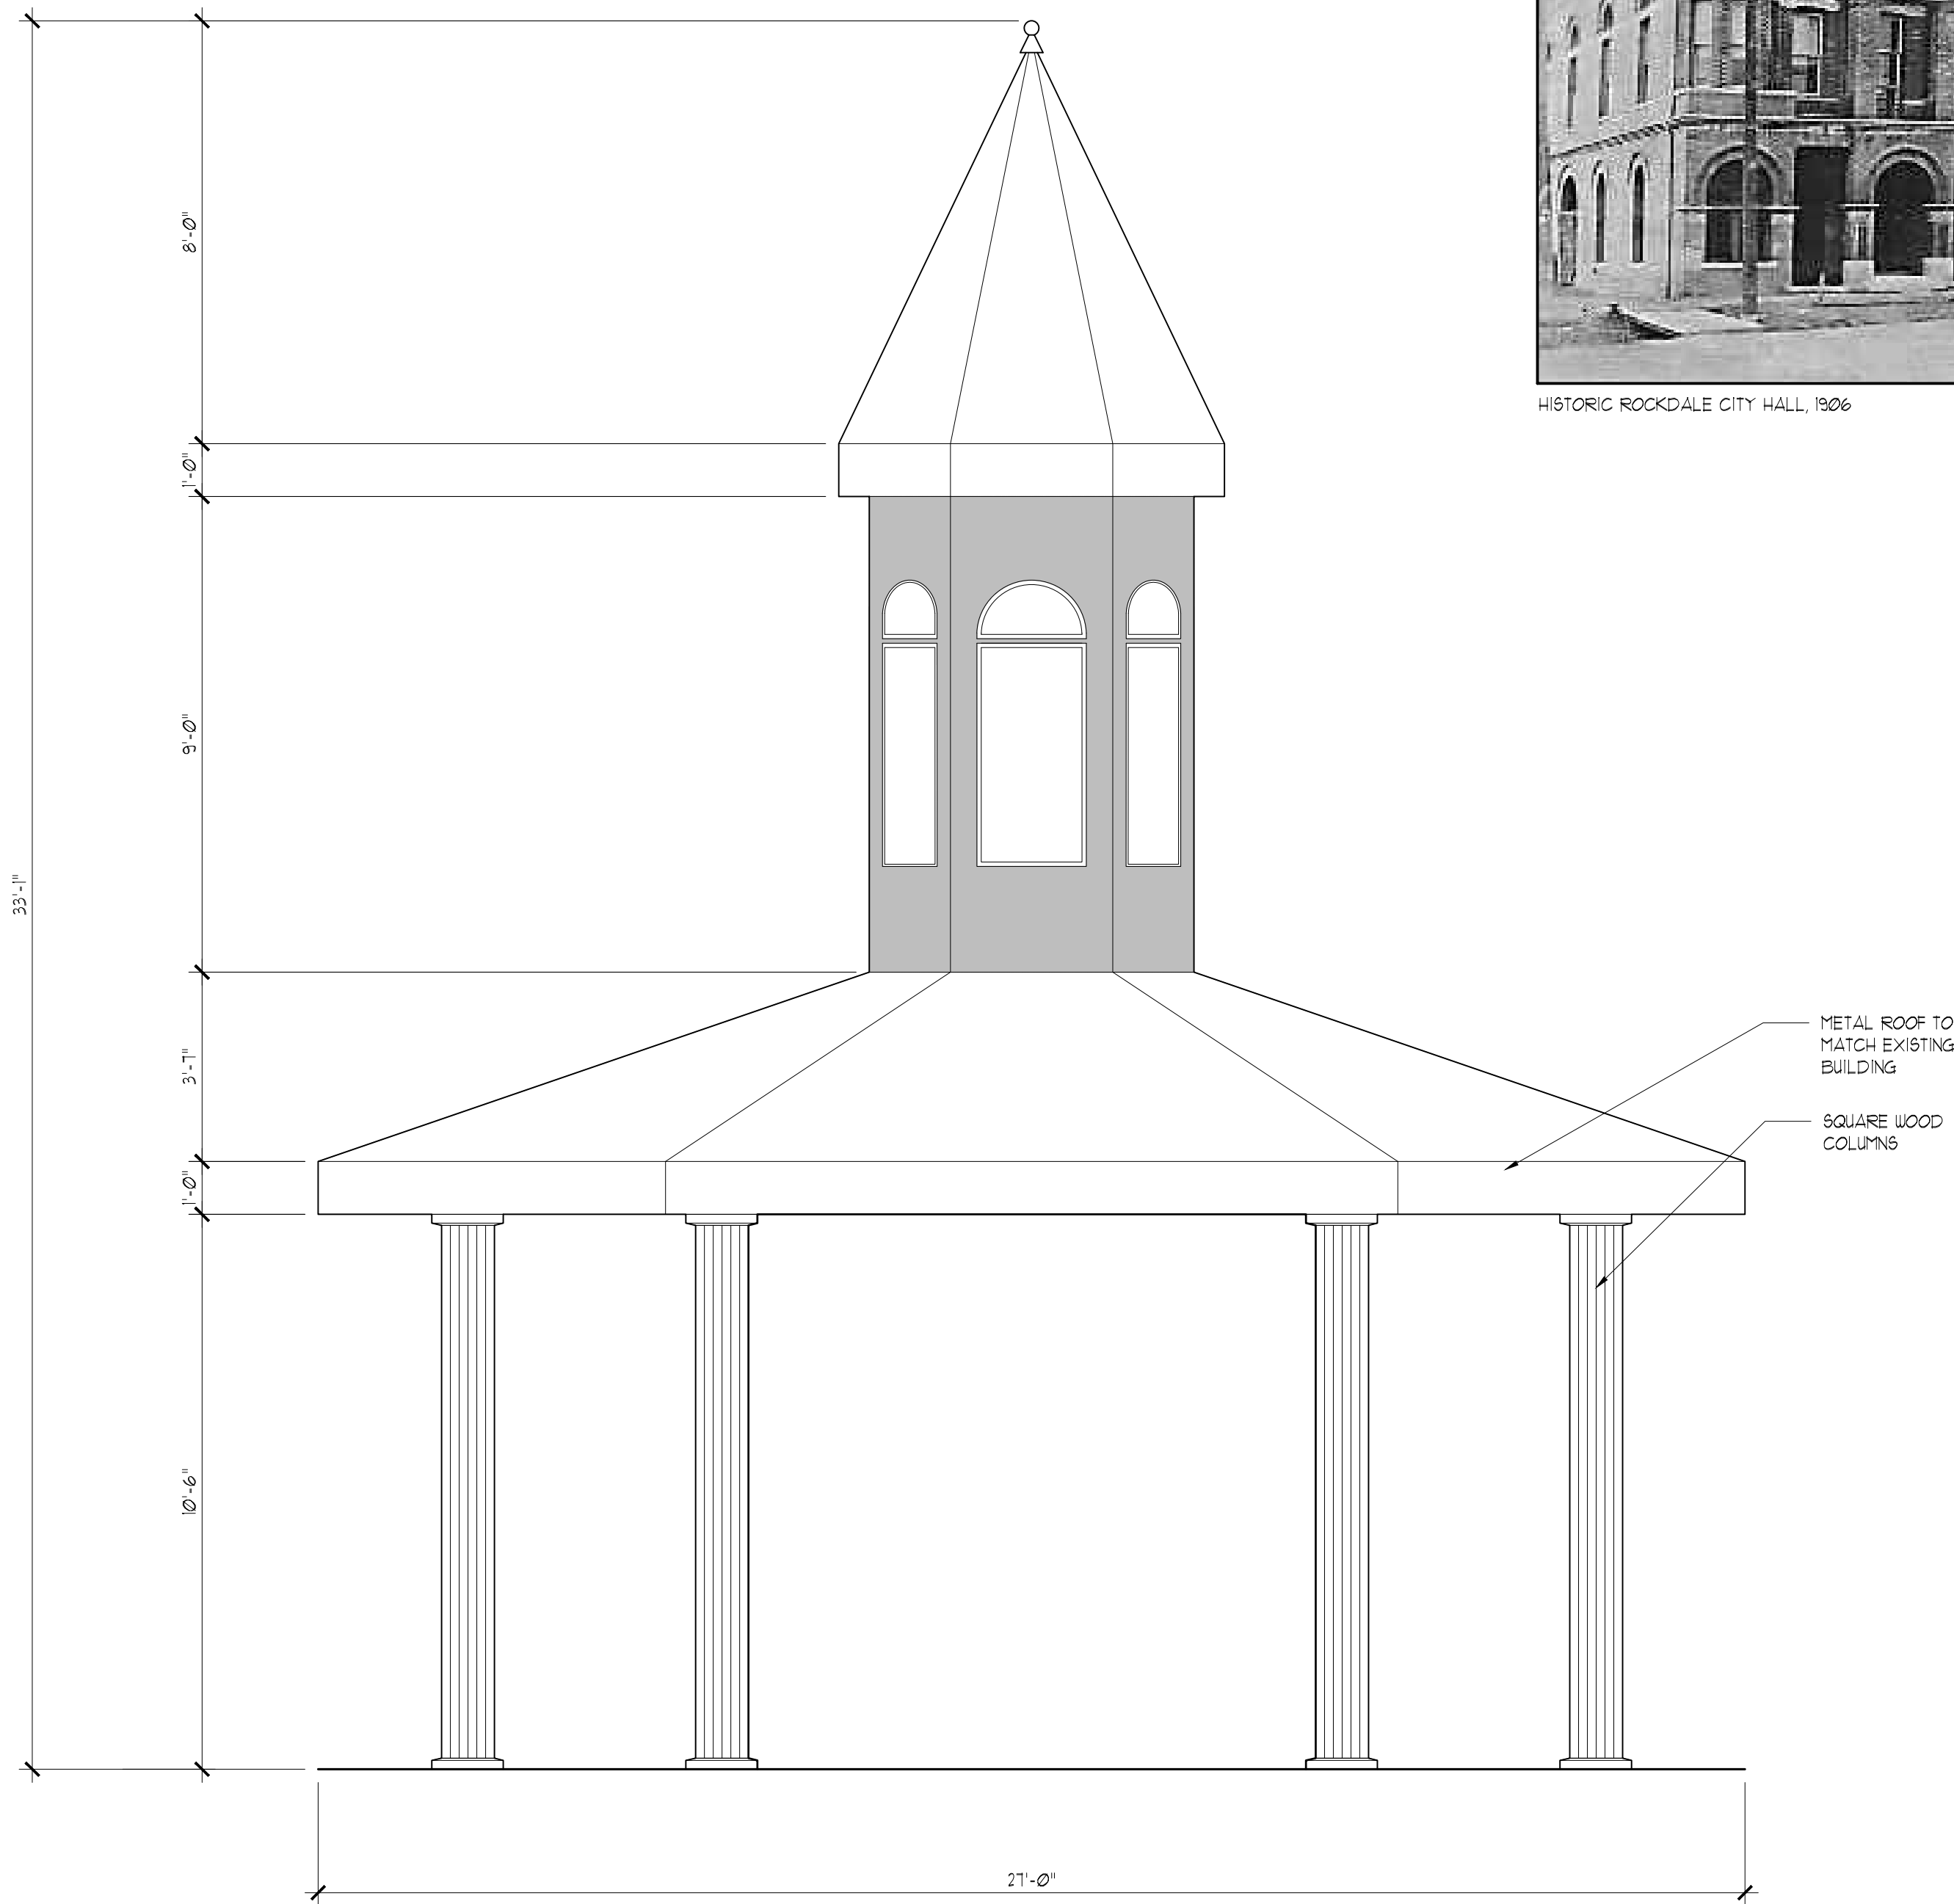 HISTORIC ROCKDALE CITY HALL, 1906
8'-0"
1'-0"
9'-0"
33'-1"
3'-7"
1'-0"
10'-6"
METAL ROOF TO
MATCH EXISTING
BUILDING
SQUARE WOOD
COLUMNS
27'-0"